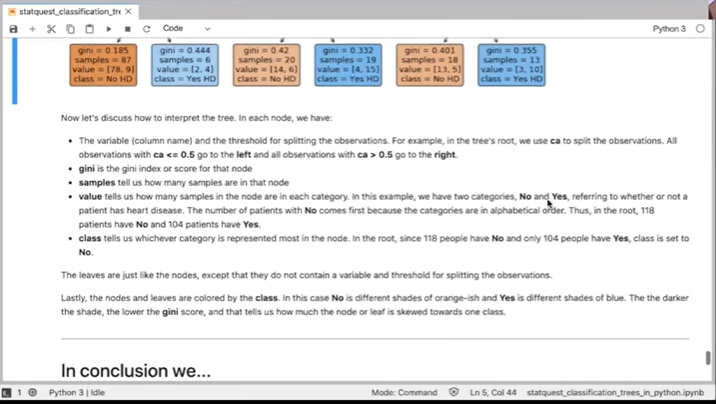 statquest_classification_tre
Code
Python 3
gini = 0.185
samples = 87
value = [78, 9]
class = No HD
gini = 0.444
samples = 6
value = [2, 4]
class = Yes HD
gini = 0.42
samples = 20
value = [14, 6]
class = No HD
gini = 0.332
samples = 19
value = [4, 15]
class = Yes HD
gini = 0.401
samples = 18
value = [13, 5]
class = No HD
gini = 0.355
samples = 13
value = [3, 10]
class = Yes HD
Now let's discuss how to interpret the tree. In each node, we have:
• The variable (column name) and the threshold for splitting the observations. For example, in the tree's root, we use ca to split the observations. All
observations with ca <= 0.5 go to the left and all observations with ca > 0.5 go to the right.
• gini is the gini index or score for that node
• samples tell us how many samples are in that node
• value tells us how many samples in the node are in each category. In this example, we have two categories, No and Yes, referring to whether or not a
patient has heart disease. The number of patients with No comes first because the categories are in alphabetical order. Thus, in the root, 118
patients have No and 104 patients have Yes.
• class tells us whichever category is represented most in the node. In the root, since 118 people have No and only 104 people have Yes, class is set to
No.
The leaves are just like the nodes, except that they do not contain a variable and threshold for splitting the observations.
Lastly, the nodes and leaves are colored by the class. In this case No is different shades of orange-ish and Yes is different shades of blue. The the darker
the shade, the lower the gini score, and that tells us how much the node or leaf is skewed towards one class.
In conclusion we...
1 Python 3 | Idle Mode: Command Ln 5, Col 44 statquest_classification_trees_in_python.ipynb